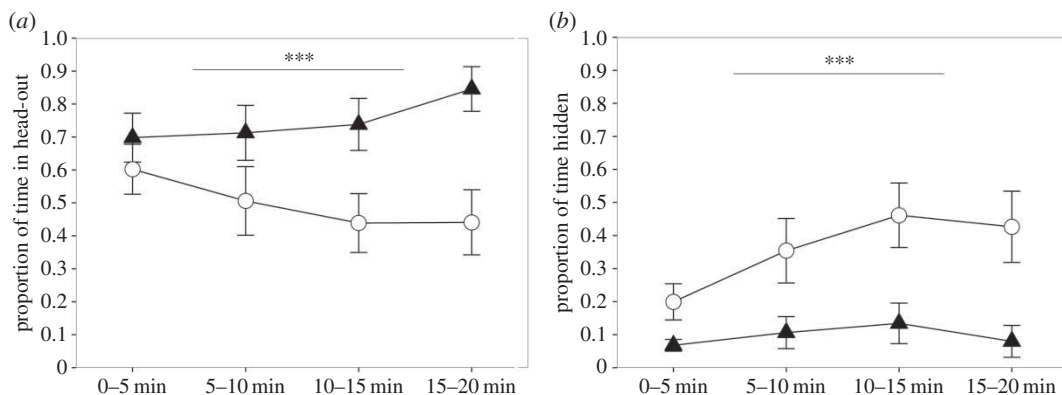 (a)
1.0
0.9
0.8
0.7
0.6
0.5
0.4
0.3
0.2
0.1
0
proportion of time in head-out
***
0–5 min
5–10 min
10–15 min
15–20 min
(b)
1.0
0.9
0.8
0.7
0.6
0.5
0.4
0.3
0.2
0.1
0
proportion of time hidden
***
0–5 min
5–10 min
10–15 min
15–20 min